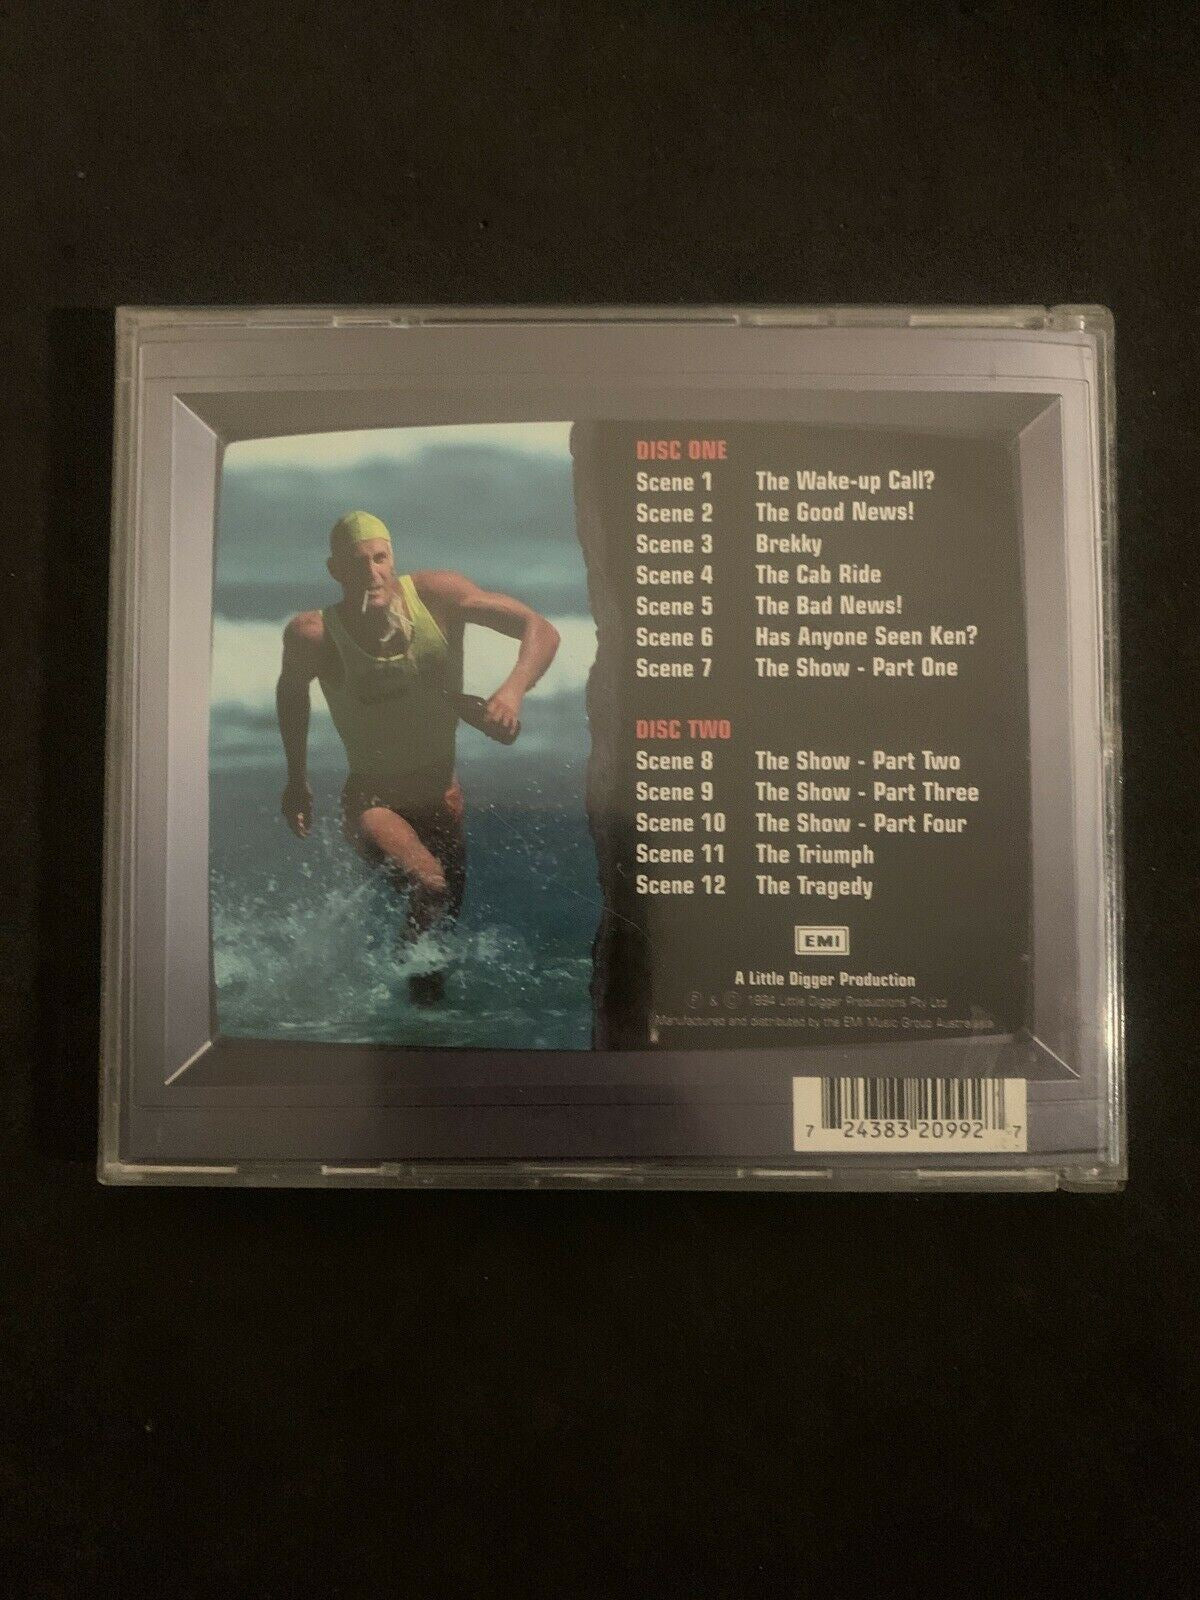 DISC ONE
Scene 1 The Wake-up Call?
Scene 2 The Good News!
Scene 3 Brekky
Scene 4 The Cab Ride
Scene 5 The Bad News!
Scene 6 Has Anyone Seen Ken?
Scene 7 The Show - Part One
DISC TWO
Scene 8 The Show - Part Two
Scene 9 The Show - Part Three
Scene 10 The Show - Part Four
Scene 11 The Triumph
Scene 12 The Tragedy
EMI
A Little Digger Production
℗ & © 1994 Little Digger Productions Pty Ltd
Manufactured and distributed by the EMI Music Group Australasia
7 24383 20992 7